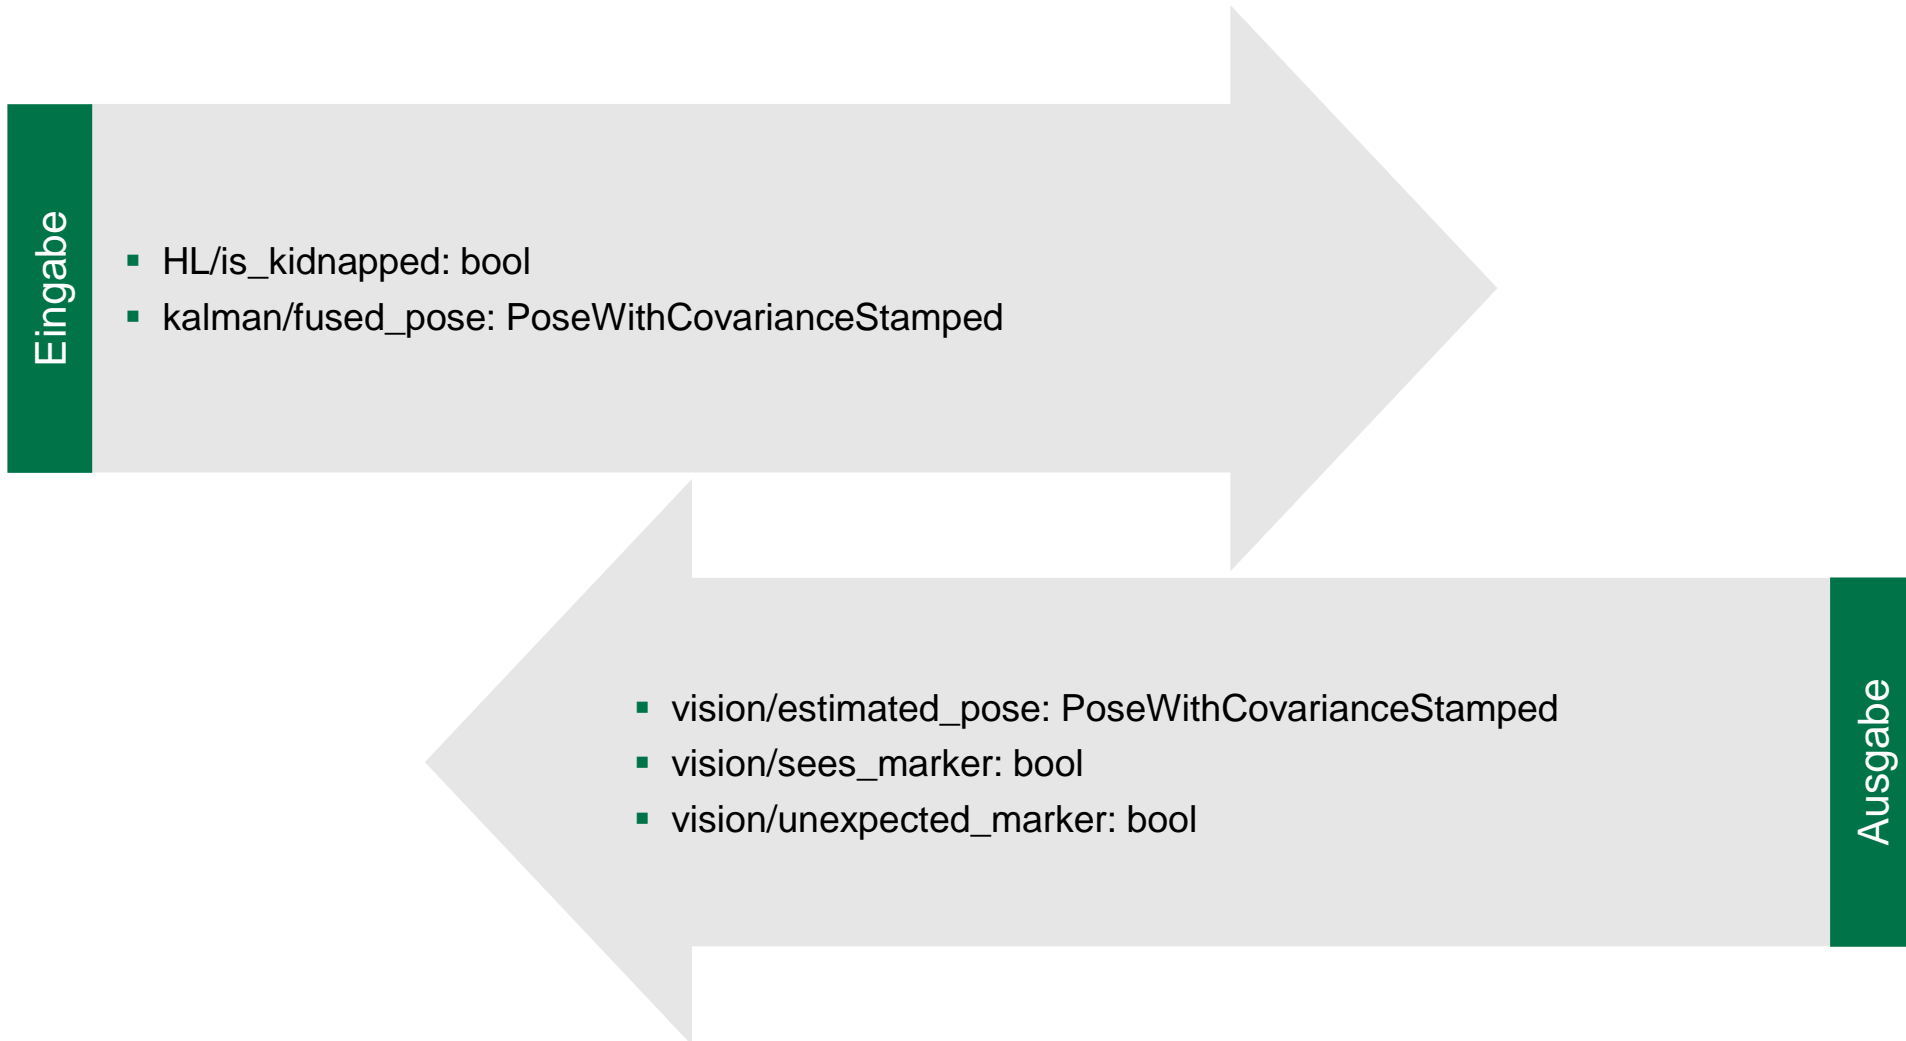 Eingabe
▪ HL/is_kidnapped: bool
▪ kalman/fused_pose: PoseWithCovarianceStamped
▪ vision/estimated_pose: PoseWithCovarianceStamped
▪ vision/sees_marker: bool
▪ vision/unexpected_marker: bool
Ausgabe